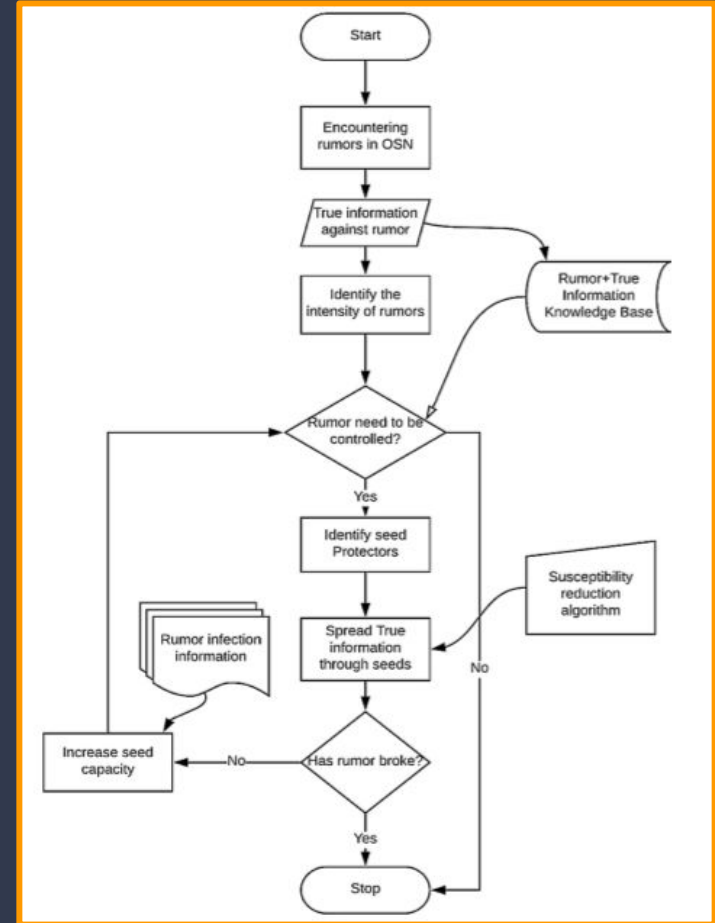 Start
Encountering
rumors in OSN
True information
against rumor
Rumor+True
Information
Knowledge Base
Identify the
intensity of rumors
Rumor need to be
controlled?
Yes
Identify seed
Protectors
Susceptibility
reduction
algorithm
Rumor infection
information
Spread True
information
through seeds
No
Increase seed
capacity
No
Has rumor broke?
Yes
Stop